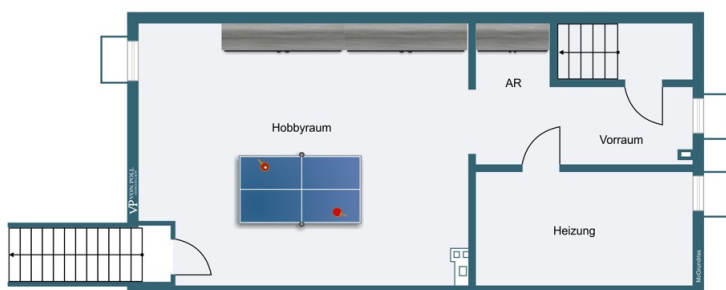 AR
Hobbyraum
Vorraum
VP VON POLL
Heizung
McGrundriss